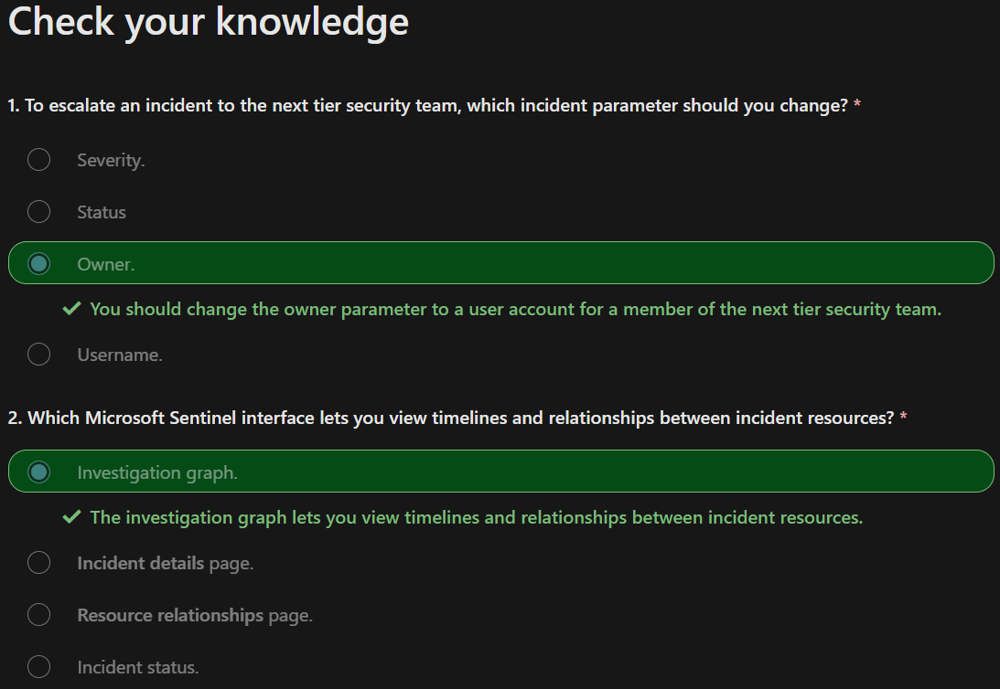 Check your knowledge
1. To escalate an incident to the next tier security team, which incident parameter should you change? *
Severity.
Status
Owner.
You should change the owner parameter to a user account for a member of the next tier security team.
Username.
2. Which Microsoft Sentinel interface lets you view timelines and relationships between incident resources? *
Investigation graph.
The investigation graph lets you view timelines and relationships between incident resources.
Incident details page.
Resource relationships page.
Incident status.